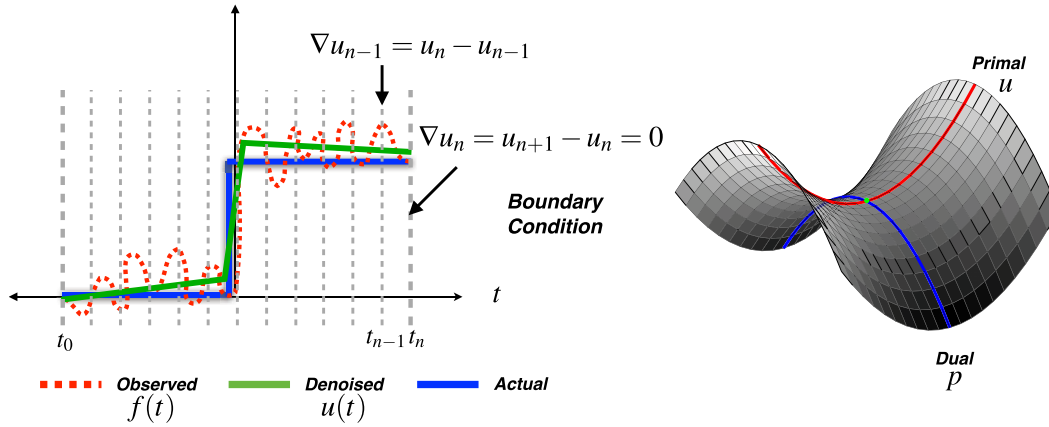 ∇u_{n-1} = u_n − u_{n-1}
∇u_n = u_{n+1} − u_n = 0
Boundary
Condition
t
t_0
t_{n-1} t_n
Observed
f(t)
Denoised
u(t)
Actual
Primal
u
Dual
p